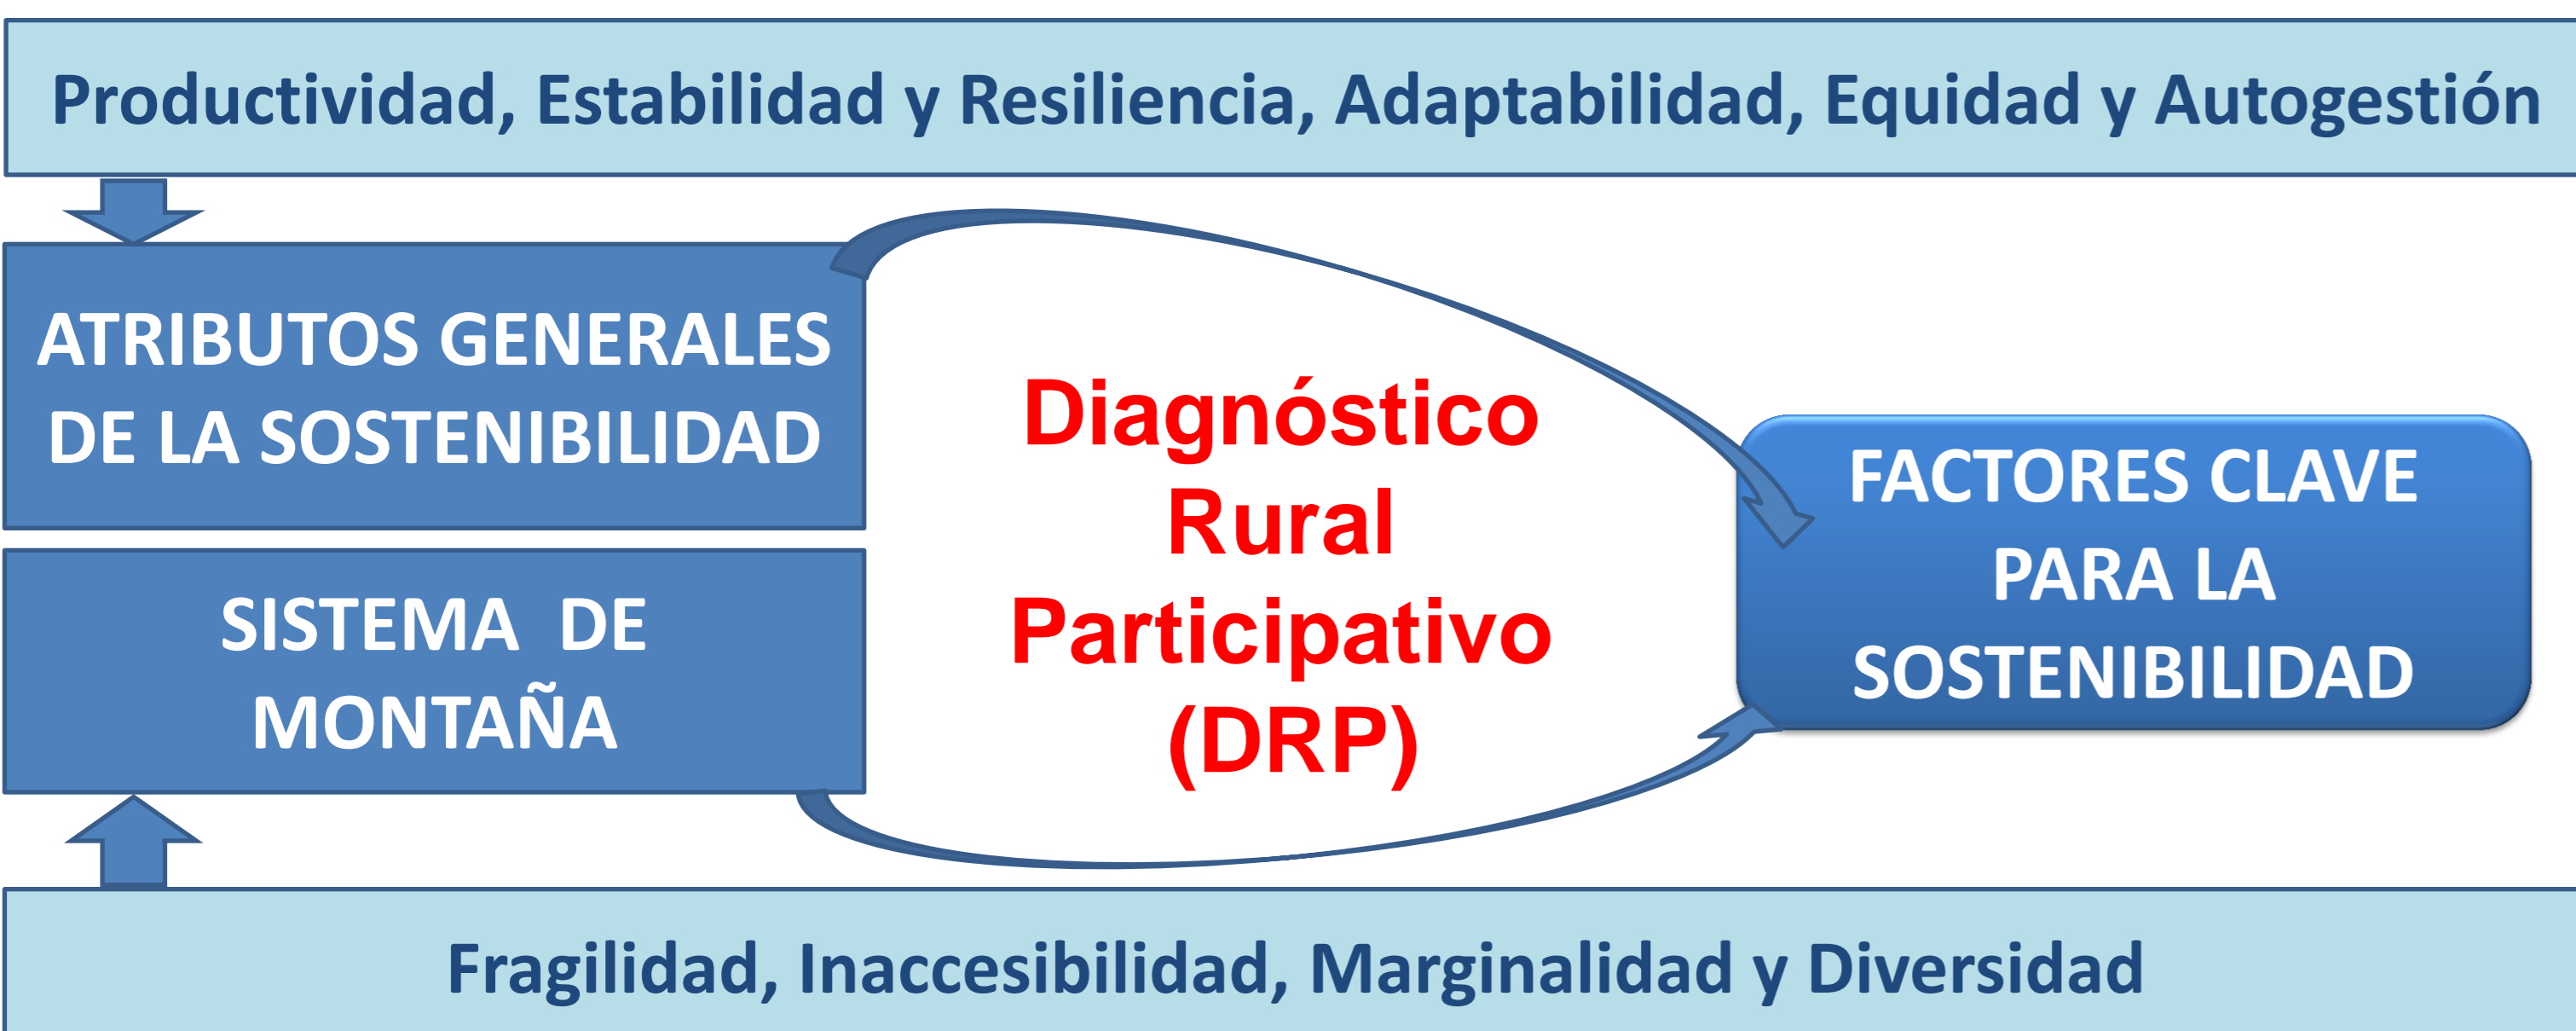 Productividad, Estabilidad y Resiliencia, Adaptabilidad, Equidad y Autogestión
ATRIBUTOS GENERALES
DE LA SOSTENIBILIDAD
SISTEMA DE
MONTAÑA
Diagnóstico
Rural
Participativo
(DRP)
FACTORES CLAVE
PARA LA
SOSTENIBILIDAD
Fragilidad, Inaccesibilidad, Marginalidad y Diversidad